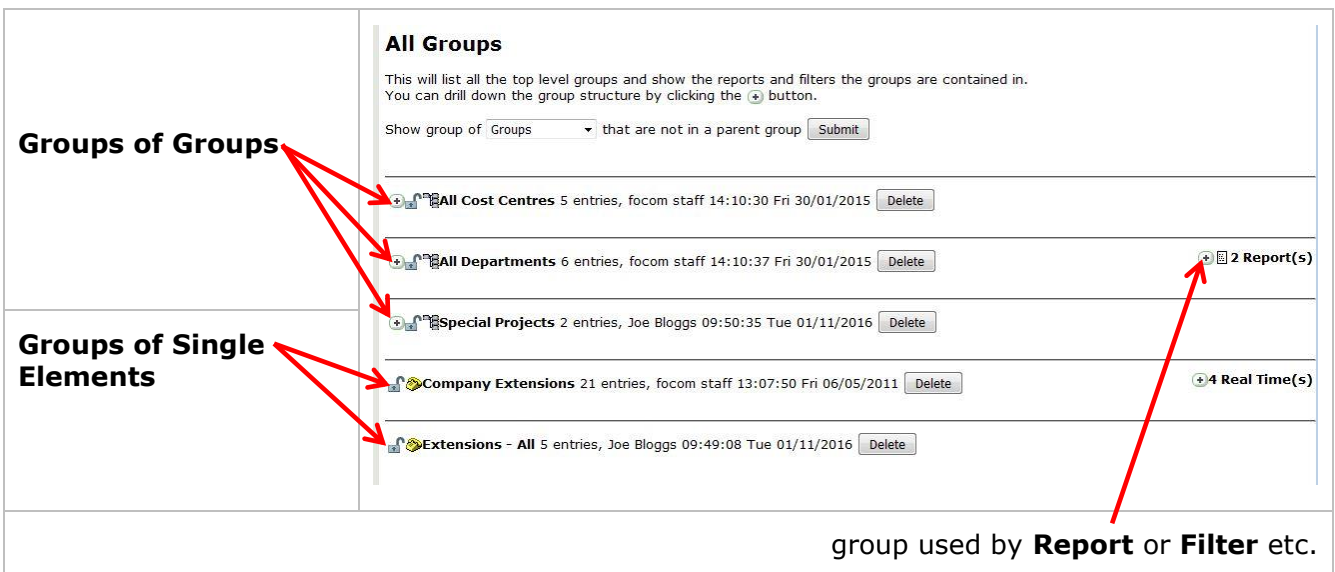 All Groups
This will list all the top level groups and show the reports and filters the groups are contained in.
You can drill down the group structure by clicking the + button.
Show group of Groups that are not in a parent group Submit
Groups of Groups
All Cost Centres 5 entries, focom staff 14:10:30 Fri 30/01/2015 Delete
All Departments 6 entries, focom staff 14:10:37 Fri 30/01/2015 Delete
2 Report(s)
Special Projects 2 entries, Joe Bloggs 09:50:35 Tue 01/11/2016 Delete
Groups of Single
Elements
Company Extensions 21 entries, focom staff 13:07:50 Fri 06/05/2011 Delete
4 Real Time(s)
Extensions - All 5 entries, Joe Bloggs 09:49:08 Tue 01/11/2016 Delete
group used by Report or Filter etc.